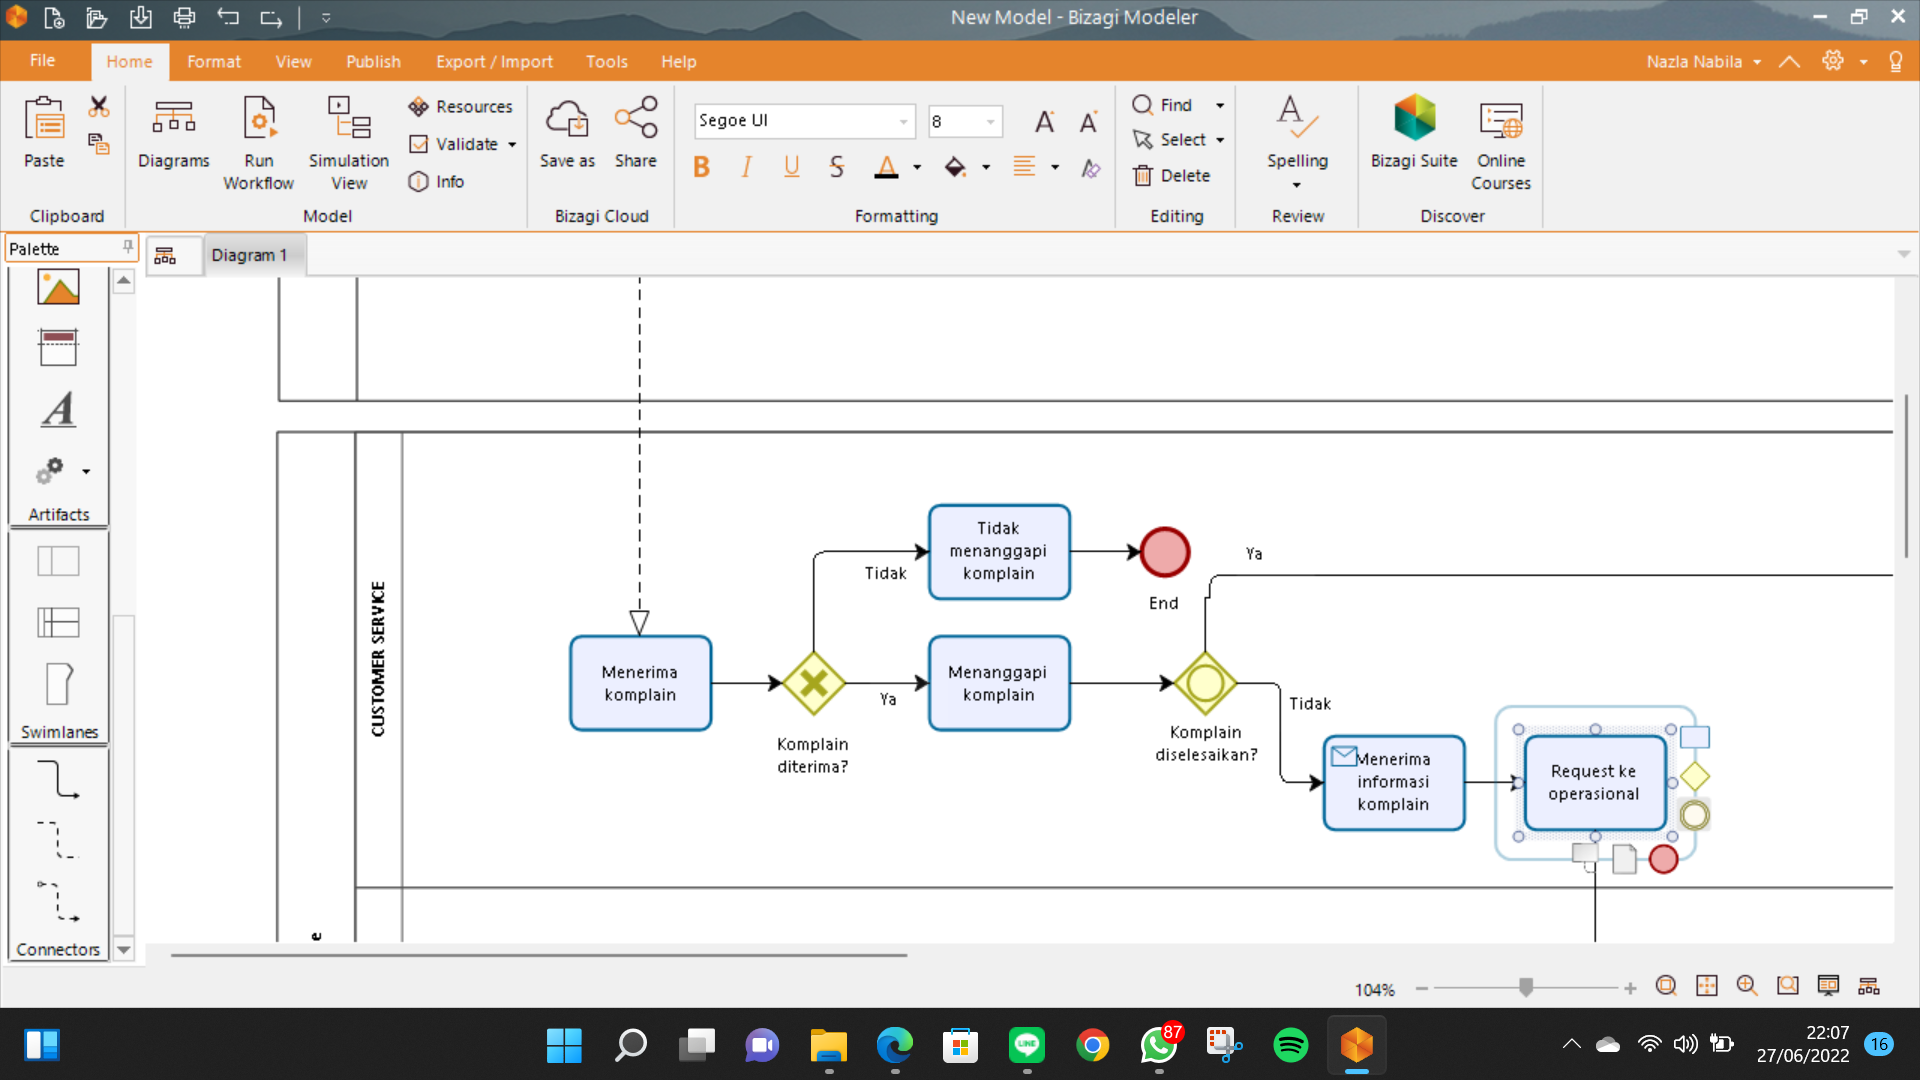 New Model - Bizagi Modeler
File
Home
Format
View
Publish
Export / Import
Tools
Help
Nazla Nabila
Paste
Clipboard
Diagrams
Run
Workflow
Simulation
View
Resources
Validate
Info
Model
Save as
Share
Bizagi Cloud
Segoe UI
8
B I U S A
Formatting
Find
Select
Delete
Editing
Spelling
Review
Bizagi Suite
Online
Courses
Discover
Palette
Diagram 1
Artifacts
Swimlanes
Connectors
CUSTOMER SERVICE
e
Tidak
menanggapi
komplain
Tidak
End
Ya
Menerima
komplain
Ya
Menanggapi
komplain
Komplain
diterima?
Komplain
diselesaikan?
Tidak
Menerima
informasi
komplain
Request ke
operasional
104%
LINE
87
22:07
27/06/2022
16